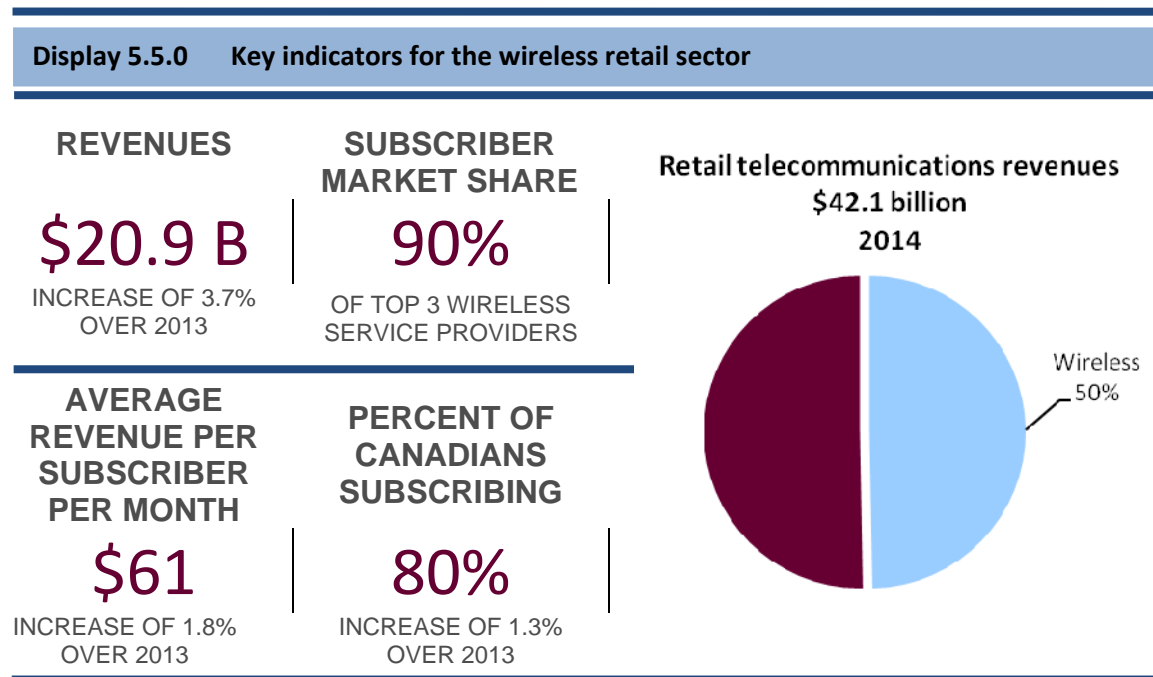 Display 5.5.0 Key indicators for the wireless retail sector
REVENUES
$20.9 B
INCREASE OF 3.7%
OVER 2013
SUBSCRIBER
MARKET SHARE
90%
OF TOP 3 WIRELESS
SERVICE PROVIDERS
AVERAGE
REVENUE PER
SUBSCRIBER
PER MONTH
$61
INCREASE OF 1.8%
OVER 2013
PERCENT OF
CANADIANS
SUBSCRIBING
80%
INCREASE OF 1.3%
OVER 2013
Retail telecommunications revenues
$42.1 billion
2014
Wireless
50%